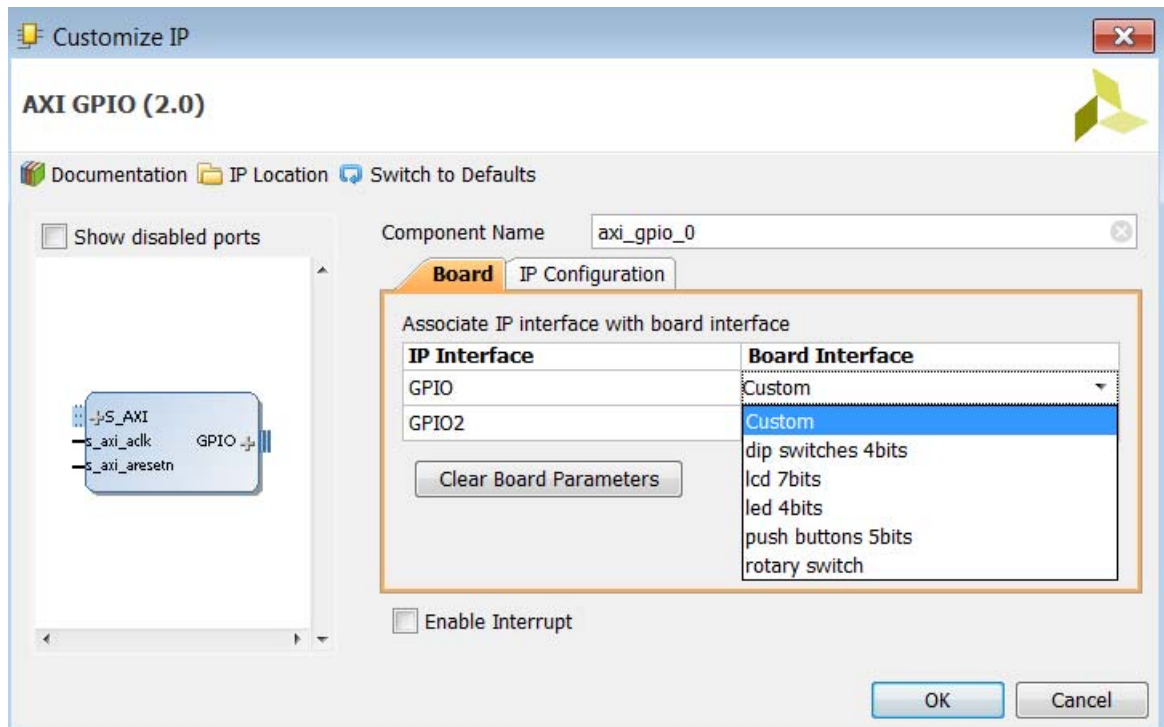 Customize IP
AXI GPIO (2.0)
Documentation IP Location Switch to Defaults
Show disabled ports
S_AXI
s_axi_aclk GPIO
s_axi_aresetn
Component Name axi_gpio_0
Board IP Configuration
Associate IP interface with board interface
IP Interface Board Interface
GPIO Custom
GPIO2
Custom
dip switches 4bits
lcd 7bits
led 4bits
push buttons 5bits
rotary switch
Clear Board Parameters
Enable Interrupt
OK Cancel